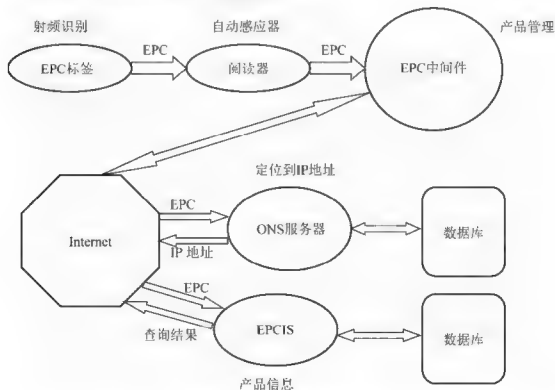 射频识别
自动感应器
产品管理
EPC
EPC
EPC标签
阅读器
EPC中间件
定位到IP地址
EPC
Internet
ONS服务器
数据库
IP 地址
EPC
查询结果
EPCIS
数据库
产品信息